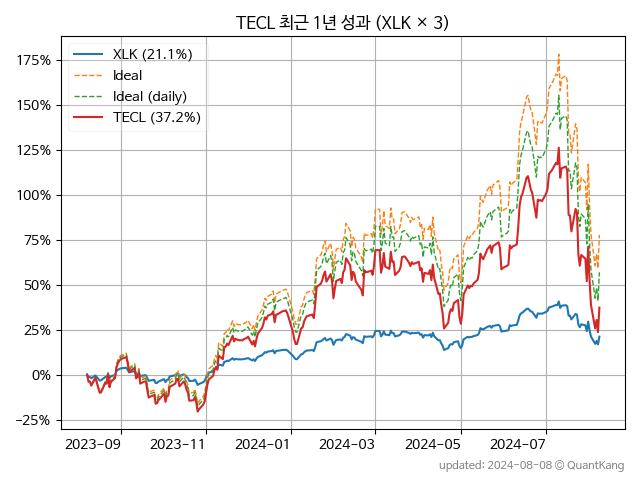 TECL 최근 1년 성과 (XLK × 3)
XLK (21.1%)
Ideal
Ideal (daily)
TECL (37.2%)
175%
150%
125%
100%
75%
50%
25%
0%
−25%
2023-09 2023-11 2024-01 2024-03 2024-05 2024-07
updated: 2024-08-08 © QuantKang